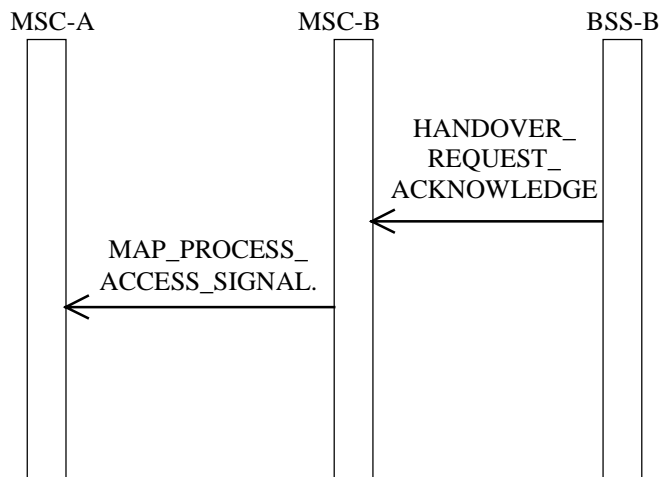 MSC-A
MSC-B
BSS-B
HANDOVER_
REQUEST_
ACKNOWLEDGE
MAP_PROCESS_
ACCESS_SIGNAL.